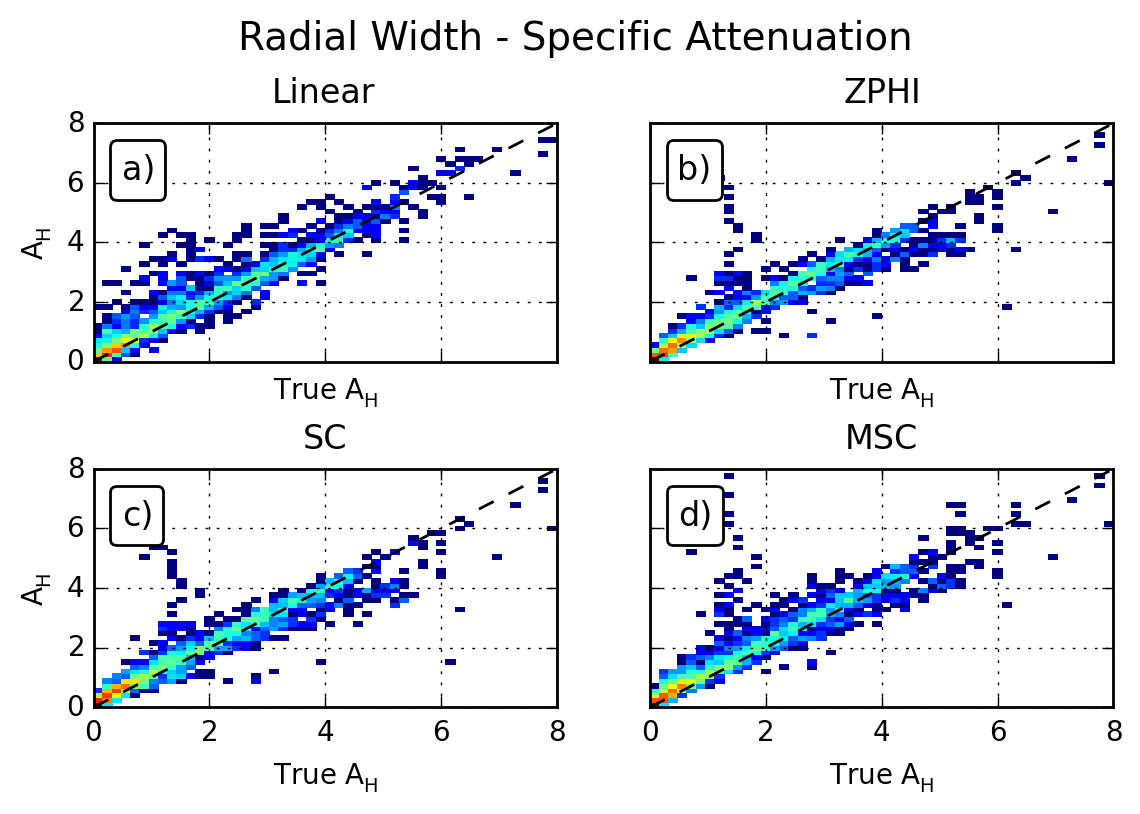 Radial Width - Specific Attenuation
Linear
ZPHI
8
6
4
2
0
A_H
a)
b)
True A_H
True A_H
SC
MSC
8
6
4
2
0
A_H
c)
d)
0 2 4 6 8
0 2 4 6 8
True A_H
True A_H